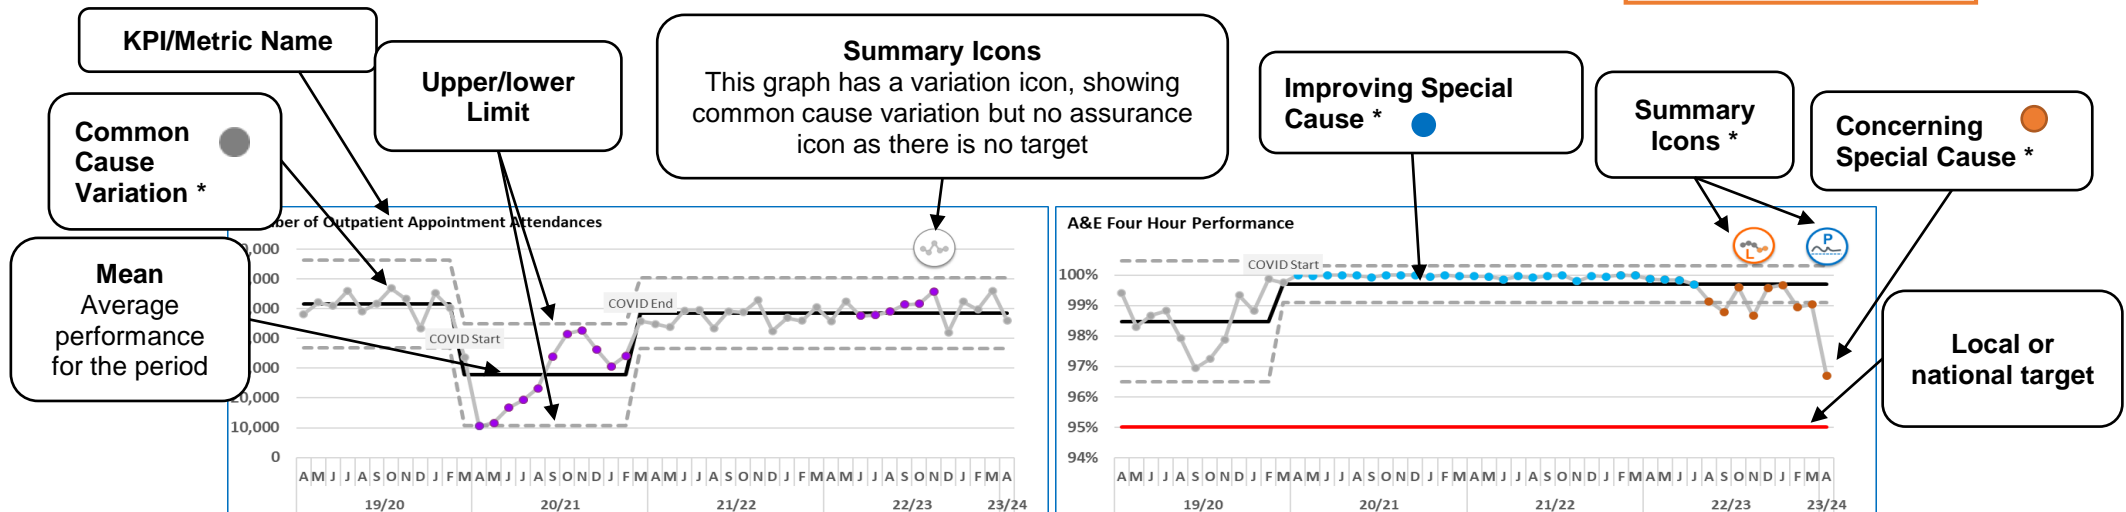 KPI/Metric Name
Upper/lower
Limit
Summary Icons
This graph has a variation icon, showing
common cause variation but no assurance
icon as there is no target
Improving Special
Cause *
Summary
Icons *
Concerning
Special Cause *
Common
Cause
Variation *
Mean
Average
performance
for the period
Local or
national target
of Outpatient Appointment Attendances
COVID Start
COVID End
20,000
10,000
0
A M J J A S O N D J F M A M J J A S O N D J F M A M J J A S O N D J F M A M J J A S O N D J F M A
19/20 20/21 21/22 22/23 23/24
A&E Four Hour Performance
L
P
COVID Start
100%
99%
98%
97%
96%
95%
94%
A M J J A S O N D J F M A M J J A S O N D J F M A M J J A S O N D J F M A M J J A S O N D J F M A
19/20 20/21 21/22 22/23 23/24